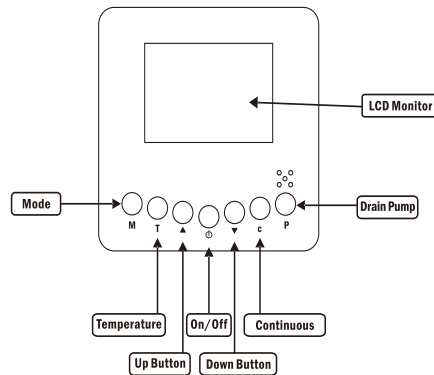 LCD Monitor
Mode
Drain Pump
M T ▲ ▼ c P
Temperature
On/Off
Continuous
Up Button
Down Button